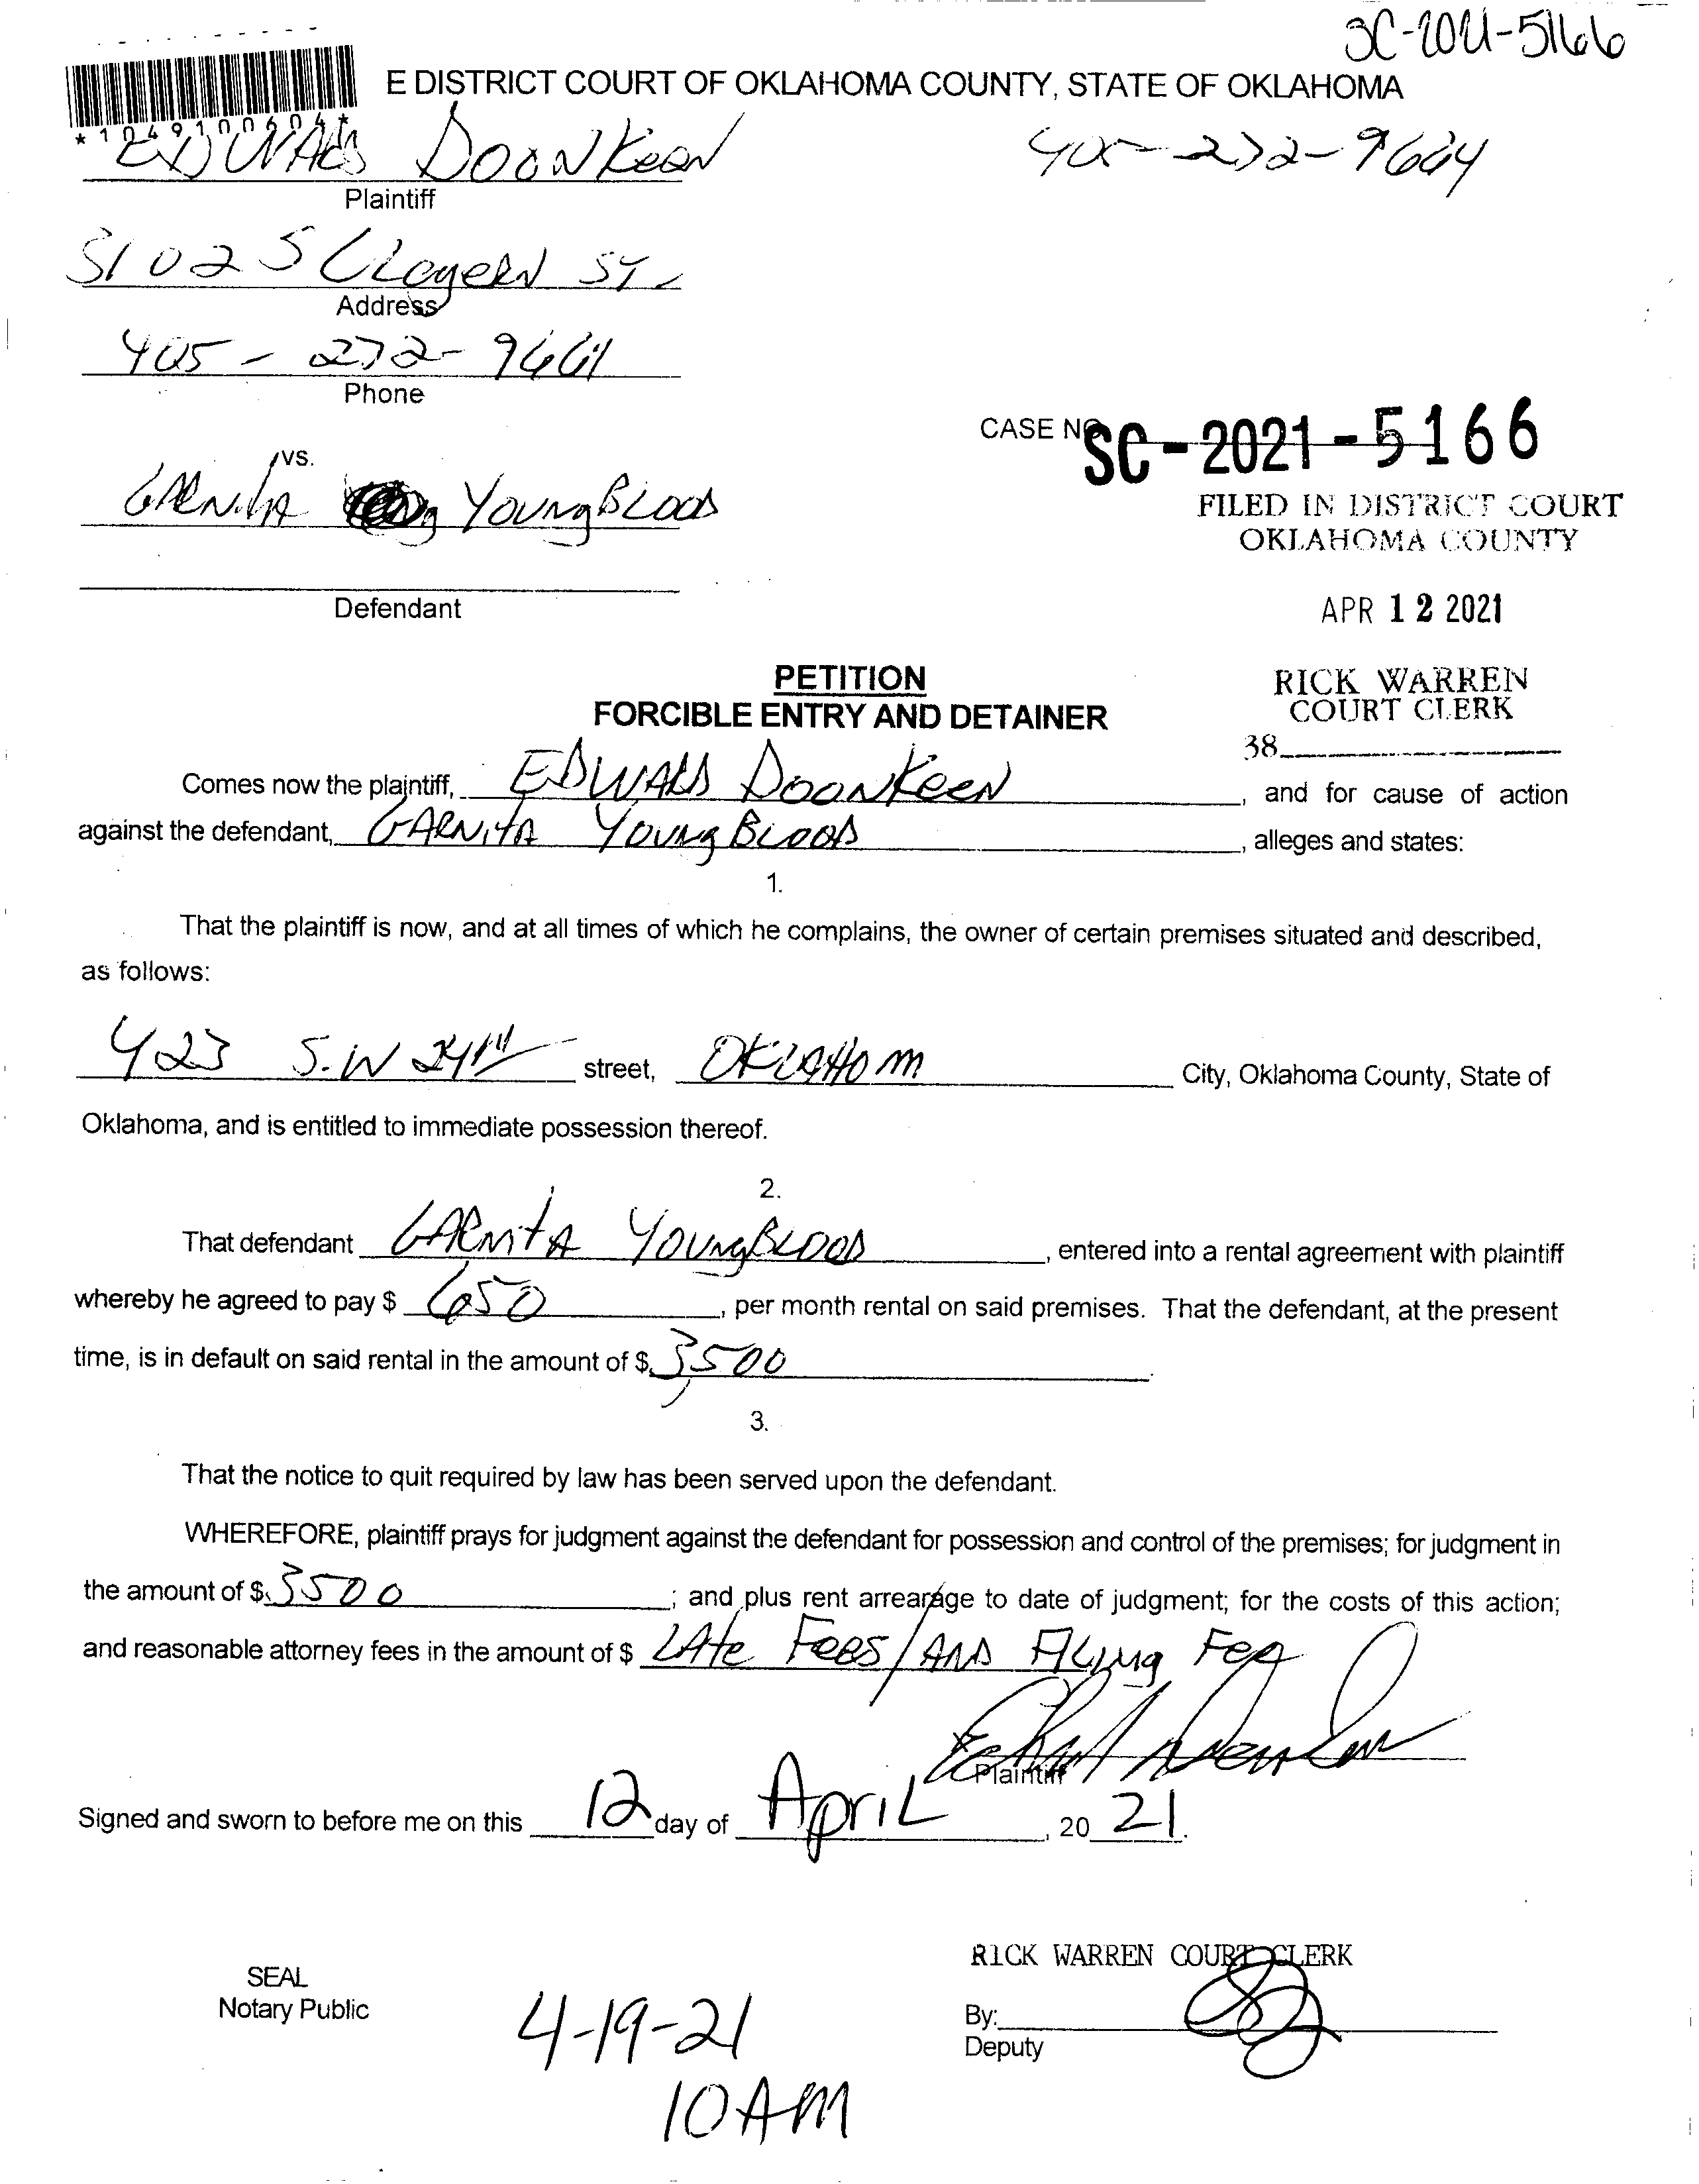 SC-2021-5166
E DISTRICT COURT OF OKLAHOMA COUNTY, STATE OF OKLAHOMA
*1049100604*
EDWARD DOONKEEN
Plaintiff
3102 S
ST.
Address
405-272-9661
Phone
CASE NO. SC-2021-5166
vs.
GARNITA YOUNGBLOOD
FILED IN DISTRICT COURT
OKLAHOMA COUNTY
Defendant
APR 12 2021
PETITION
FORCIBLE ENTRY AND DETAINER
RICK WARREN
COURT CLERK
38
Comes now the plaintiff, EDWARD DOONKEEN, and for cause of action
against the defendant, GARNITA YOUNGBLOOD, alleges and states:
1.
That the plaintiff is now, and at all times of which he complains, the owner of certain premises situated and described,
as follows:
423 S.W 24TH street, OKLAHOM City, Oklahoma County, State of
Oklahoma, and is entitled to immediate possession thereof.
2.
That defendant GARNITA YOUNGBLOOD, entered into a rental agreement with plaintiff
whereby he agreed to pay $ 650, per month rental on said premises. That the defendant, at the present
time, is in default on said rental in the amount of $ 3500.
3.
That the notice to quit required by law has been served upon the defendant.
WHEREFORE, plaintiff prays for judgment against the defendant for possession and control of the premises; for judgment in
the amount of $ 3500; and plus rent arrearage to date of judgment; for the costs of this action;
and reasonable attorney fees in the amount of $ LATE FEES/AND FILING FEE
Plaintiff
Signed and sworn to before me on this 12 day of APRIL, 2021.
RICK WARREN COURT CLERK
SEAL
Notary Public
By:
Deputy
4-19-21
10 AM